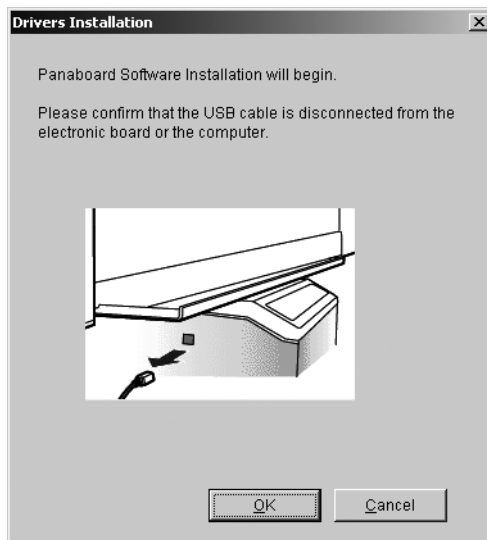 Drivers Installation
Panaboard Software Installation will begin.
Please confirm that the USB cable is disconnected from the
electronic board or the computer.
OK
Cancel